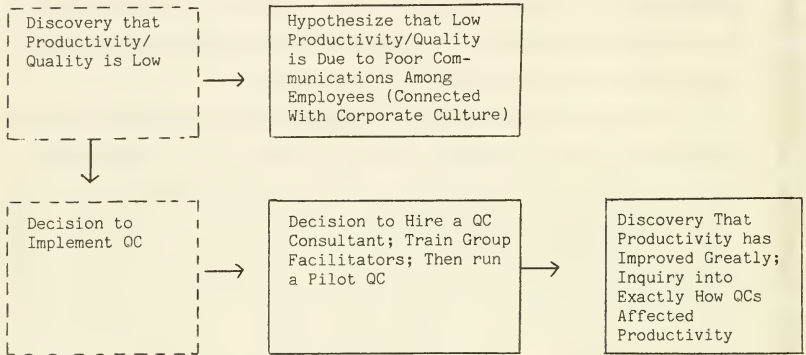 Discovery that
Productivity/
Quality is Low
Hypothesize that Low
Productivity/Quality
is Due to Poor Com-
munications Among
Employees (Connected
With Corporate Culture)
Decision to
Implement QC
Decision to Hire a QC
Consultant; Train Group
Facilitators; Then run
a Pilot QC
Discovery That
Productivity has
Improved Greatly;
Inquiry into
Exactly How QCs
Affected
Productivity